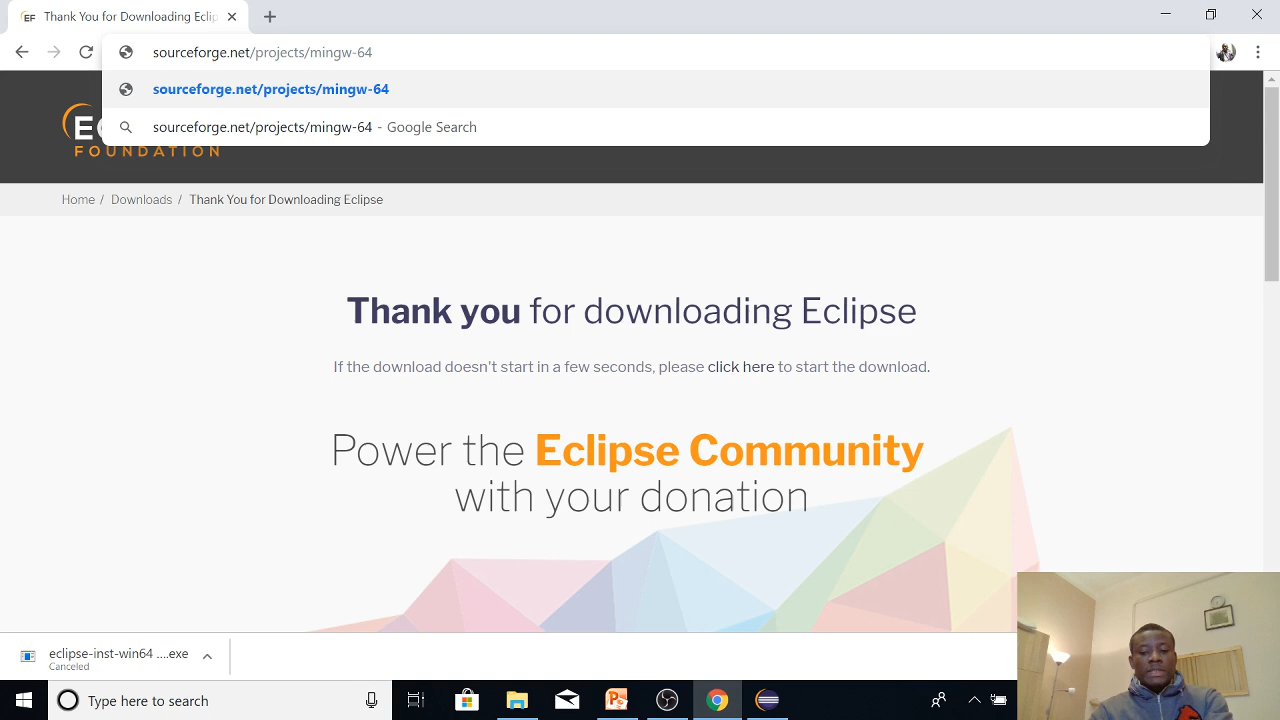 EF Thank You for Downloading Eclip
sourceforge.net/projects/mingw-64
sourceforge.net/projects/mingw-64
sourceforge.net/projects/mingw-64 - Google Search
FOUNDATION
Home / Downloads / Thank You for Downloading Eclipse
Thank you for downloading Eclipse
If the download doesn't start in a few seconds, please click here to start the download.
Power the Eclipse Community
with your donation
eclipse-inst-win64 ....exe
Canceled
Type here to search